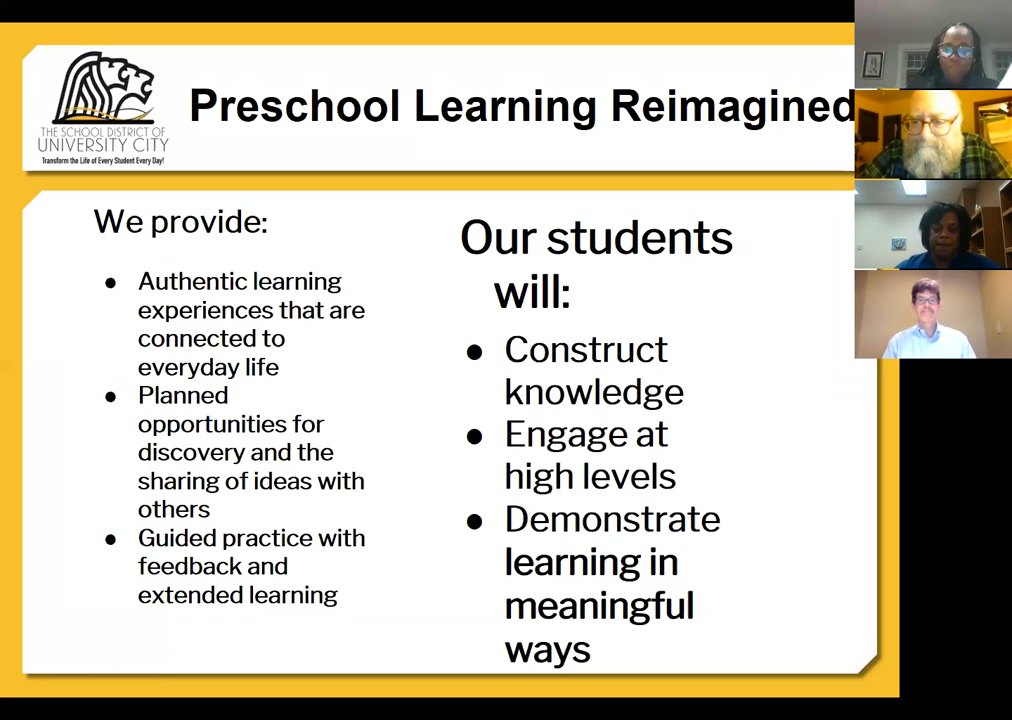 Preschool Learning Reimagined
THE SCHOOL DISTRICT OF
UNIVERSITY CITY
Transform the Life of Every Student Every Day!
We provide:
● Authentic learning
experiences that are
connected to
everyday life
● Planned
opportunities for
discovery and the
sharing of ideas with
others
● Guided practice with
feedback and
extended learning
Our students
will:
● Construct
knowledge
● Engage at
high levels
● Demonstrate
learning in
meaningful
ways